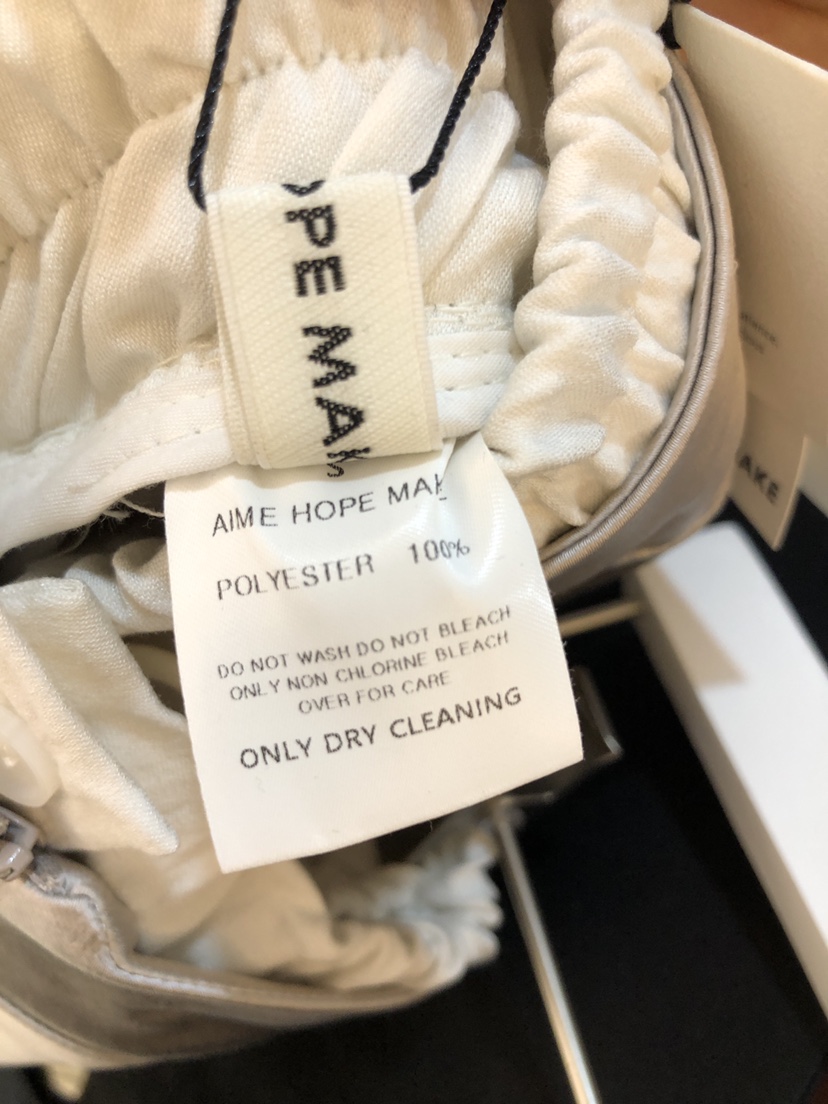 OPE MAK
AIME HOPE MAK
POLYESTER 100%
DO NOT WASH DO NOT BLEACH
ONLY NON CHLORINE BLEACH
OVER FOR CARE
ONLY DRY CLEANING
AKE